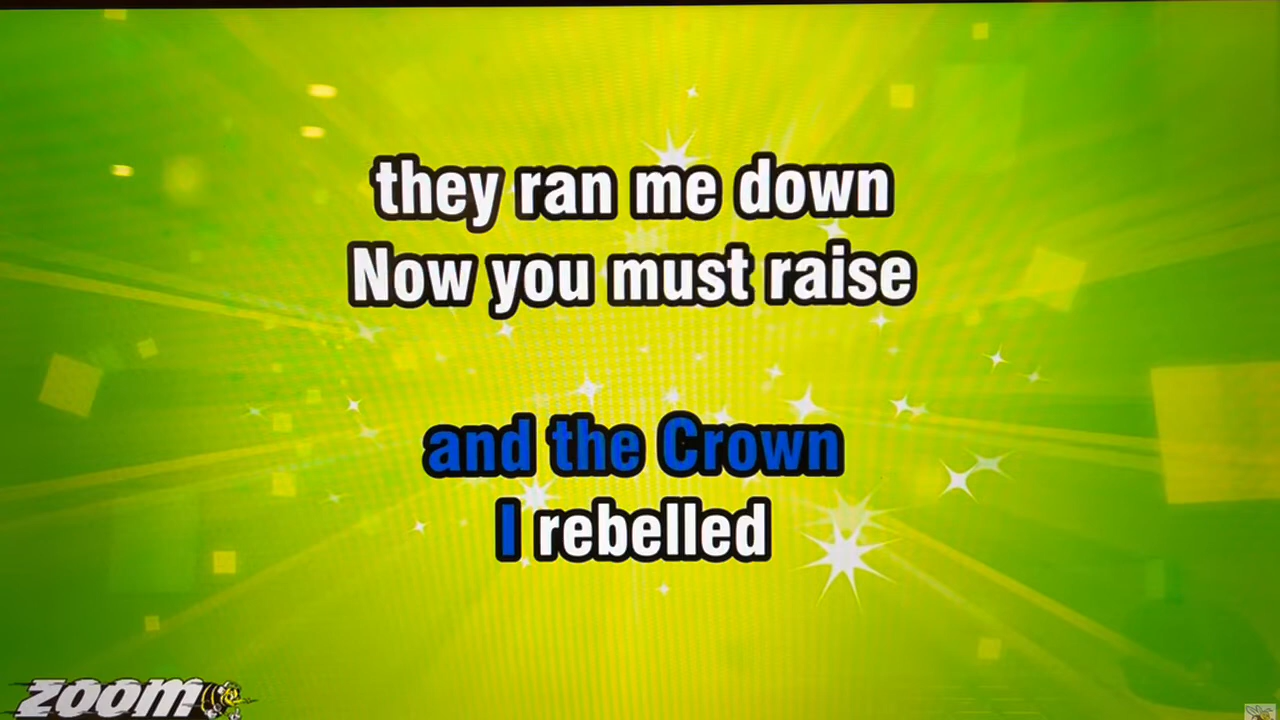 they ran me down
Now you must raise
and the Crown
I rebelled
ZOOM